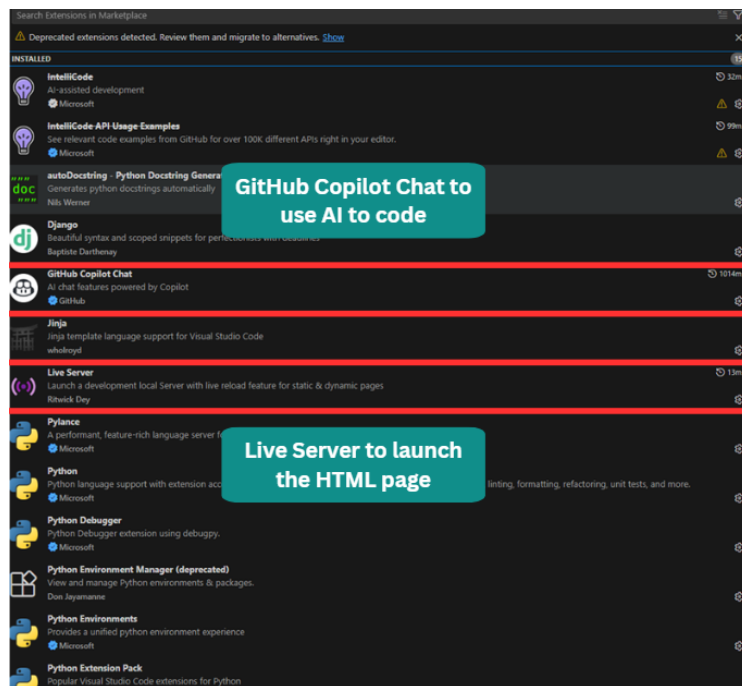 Search Extensions in Marketplace
Deprecated extensions detected. Review them and migrate to alternatives. Show
INSTALLED
15
IntelliCode
32m
AI-assisted development
Microsoft
IntelliCode API Usage Examples
99m
See relevant code examples from GitHub for over 100K different APIs right in your editor.
Microsoft
autoDocstring - Python Docstring
Generates python docstrings automatically
Nils Werner
doc
GitHub Copilot Chat to
use AI to code
Django
Beautiful syntax and scoped snippets for perfectionists with deadlines
Baptiste Darthenay
dj
GitHub Copilot Chat
1014m
AI chat features powered by Copilot
GitHub
Jinja
Jinja template language support for Visual Studio Code
wholroyd
Live Server
13m
Launch a development local Server with live reload feature for static & dynamic pages
Ritwick Dey
Pylance
A performant, feature-rich language server
Microsoft
Live Server to launch
the HTML page
Python
Python language support with extension linting, formatting, refactoring, unit tests, and more.
Microsoft
Python Debugger
Python Debugger extension using debugpy.
Microsoft
Python Environment Manager (deprecated)
View and manage Python environments & packages.
Don Jayamanne
Python Environments
Provides a unified python environment experience
Microsoft
Python Extension Pack
Popular Visual Studio Code extensions for Python